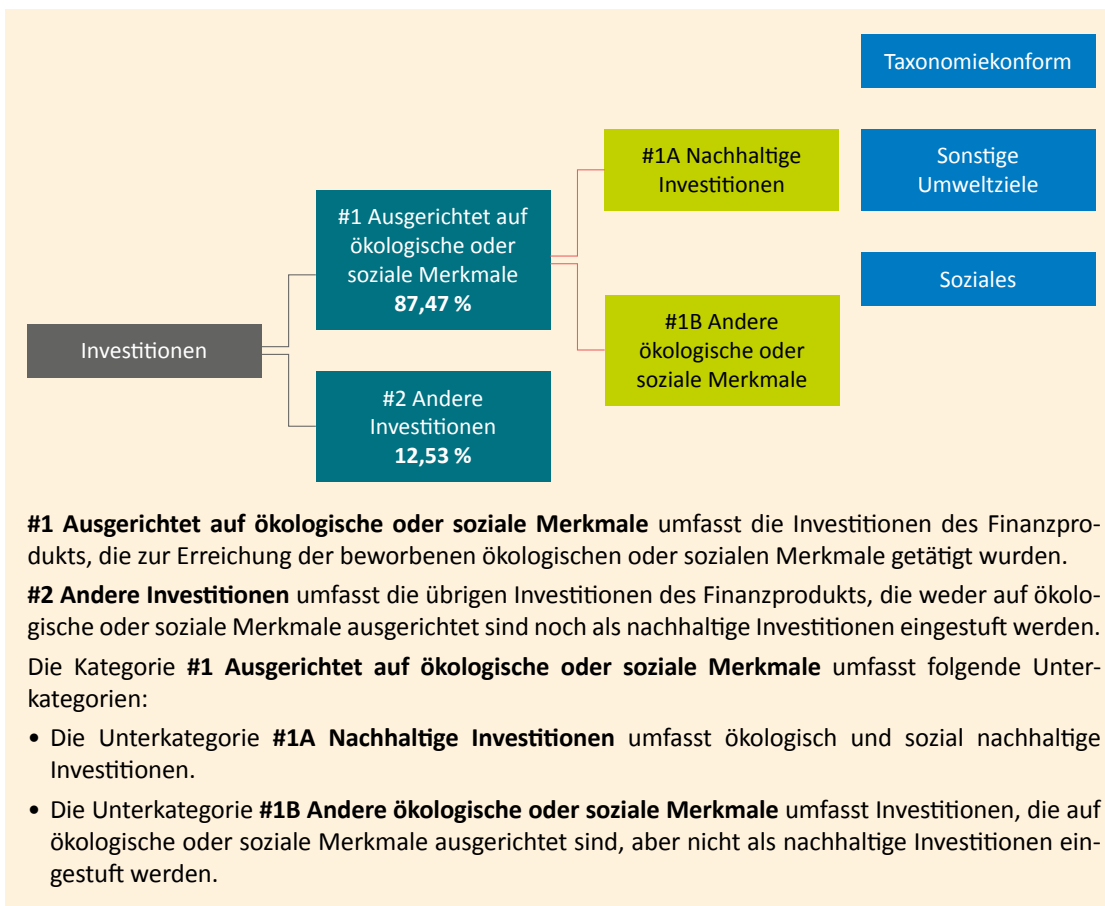 Taxonomiekonform
#1A Nachhaltige
Investitionen
Sonstige
Umweltziele
#1 Ausgerichtet auf
ökologische oder
soziale Merkmale
87,47 %
Soziales
Investitionen
#1B Andere
ökologische oder
soziale Merkmale
#2 Andere
Investitionen
12,53 %
#1 Ausgerichtet auf ökologische oder soziale Merkmale umfasst die Investitionen des Finanzpro-
dukts, die zur Erreichung der beworbenen ökologischen oder sozialen Merkmale getätigt wurden.
#2 Andere Investitionen umfasst die übrigen Investitionen des Finanzprodukts, die weder auf ökolo-
gische oder soziale Merkmale ausgerichtet sind noch als nachhaltige Investitionen eingestuft werden.
Die Kategorie #1 Ausgerichtet auf ökologische oder soziale Merkmale umfasst folgende Unter-
kategorien:
• Die Unterkategorie #1A Nachhaltige Investitionen umfasst ökologisch und sozial nachhaltige
Investitionen.
• Die Unterkategorie #1B Andere ökologische oder soziale Merkmale umfasst Investitionen, die auf
ökologische oder soziale Merkmale ausgerichtet sind, aber nicht als nachhaltige Investitionen ein-
gestuft werden.